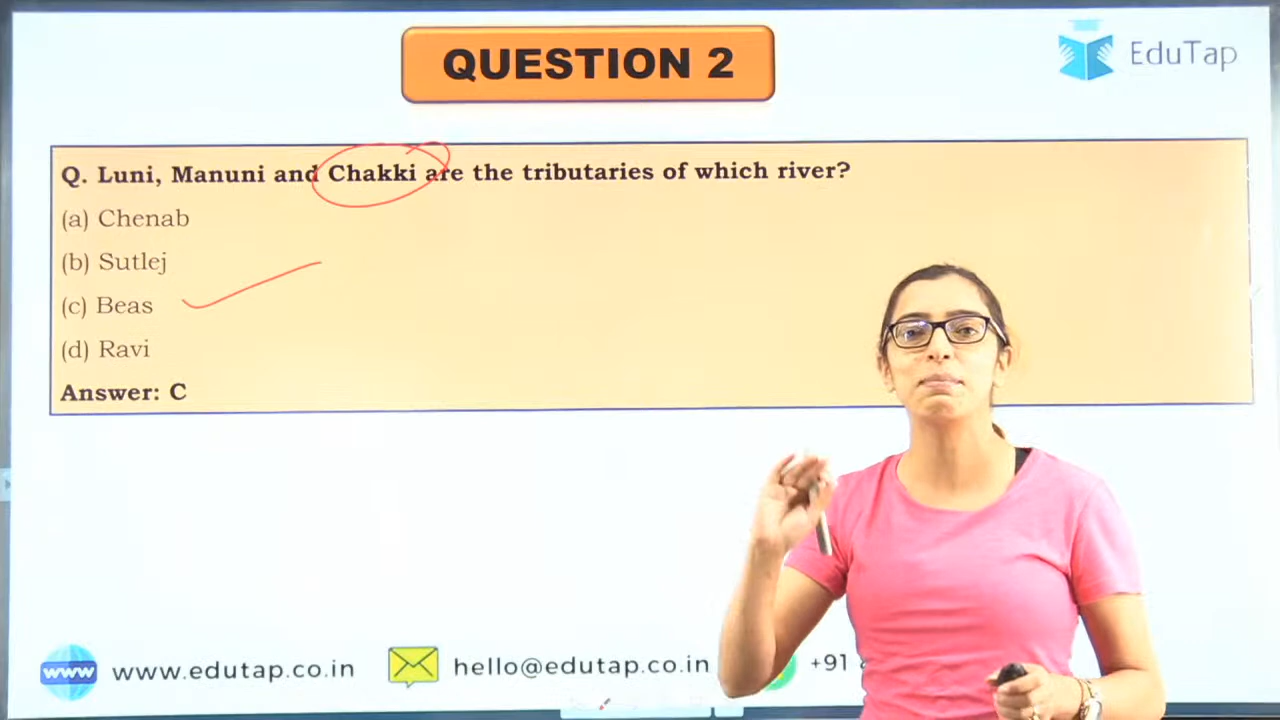 QUESTION 2
EduTap
Q. Luni, Manuni and Chakki are the tributaries of which river?
(a) Chenab
(b) Sutlej
(c) Beas
(d) Ravi
Answer: C
www
www.edutap.co.in
hello@edutap.co.in
+91